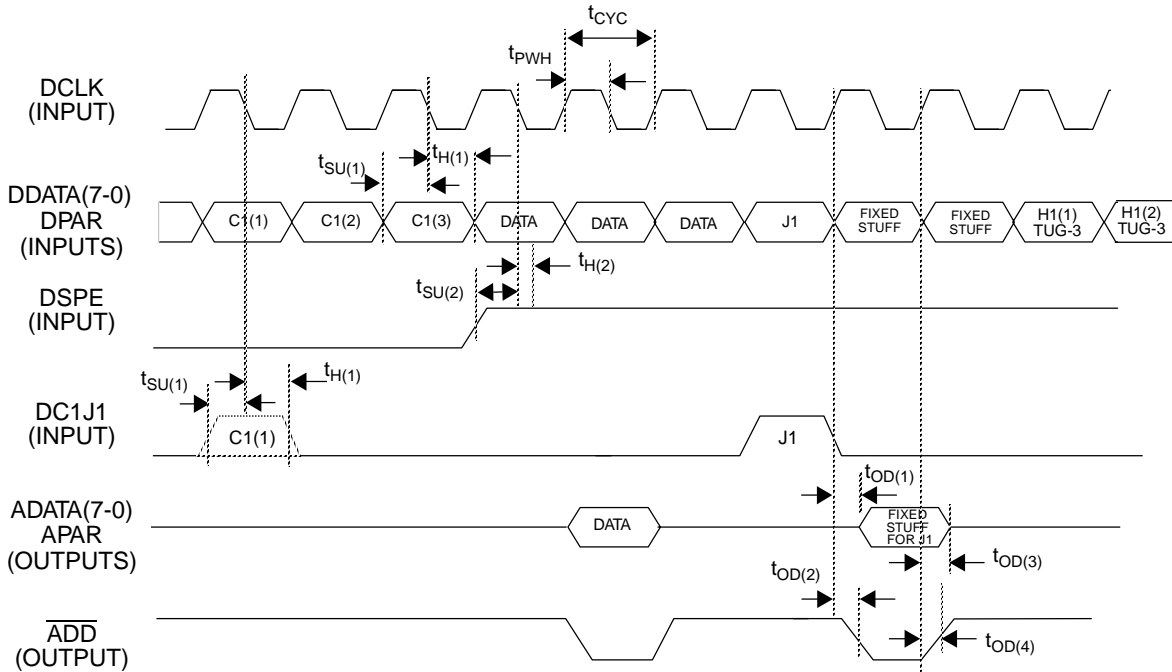 tCYC
tPWH
DCLK
(INPUT)
tSU(1)
tH(1)
DDATA(7-0)
DPAR
(INPUTS)
C1(1)
C1(2)
C1(3)
DATA
DATA
DATA
J1
FIXED
STUFF
FIXED
STUFF
H1(1)
TUG-3
H1(2)
TUG-3
tH(2)
tSU(2)
DSPE
(INPUT)
tSU(1)
tH(1)
DC1J1
(INPUT)
C1(1)
J1
tOD(1)
ADATA(7-0)
APAR
(OUTPUTS)
DATA
FIXED
STUFF
FOR J1
tOD(3)
tOD(2)
ADD
(OUTPUT)
tOD(4)